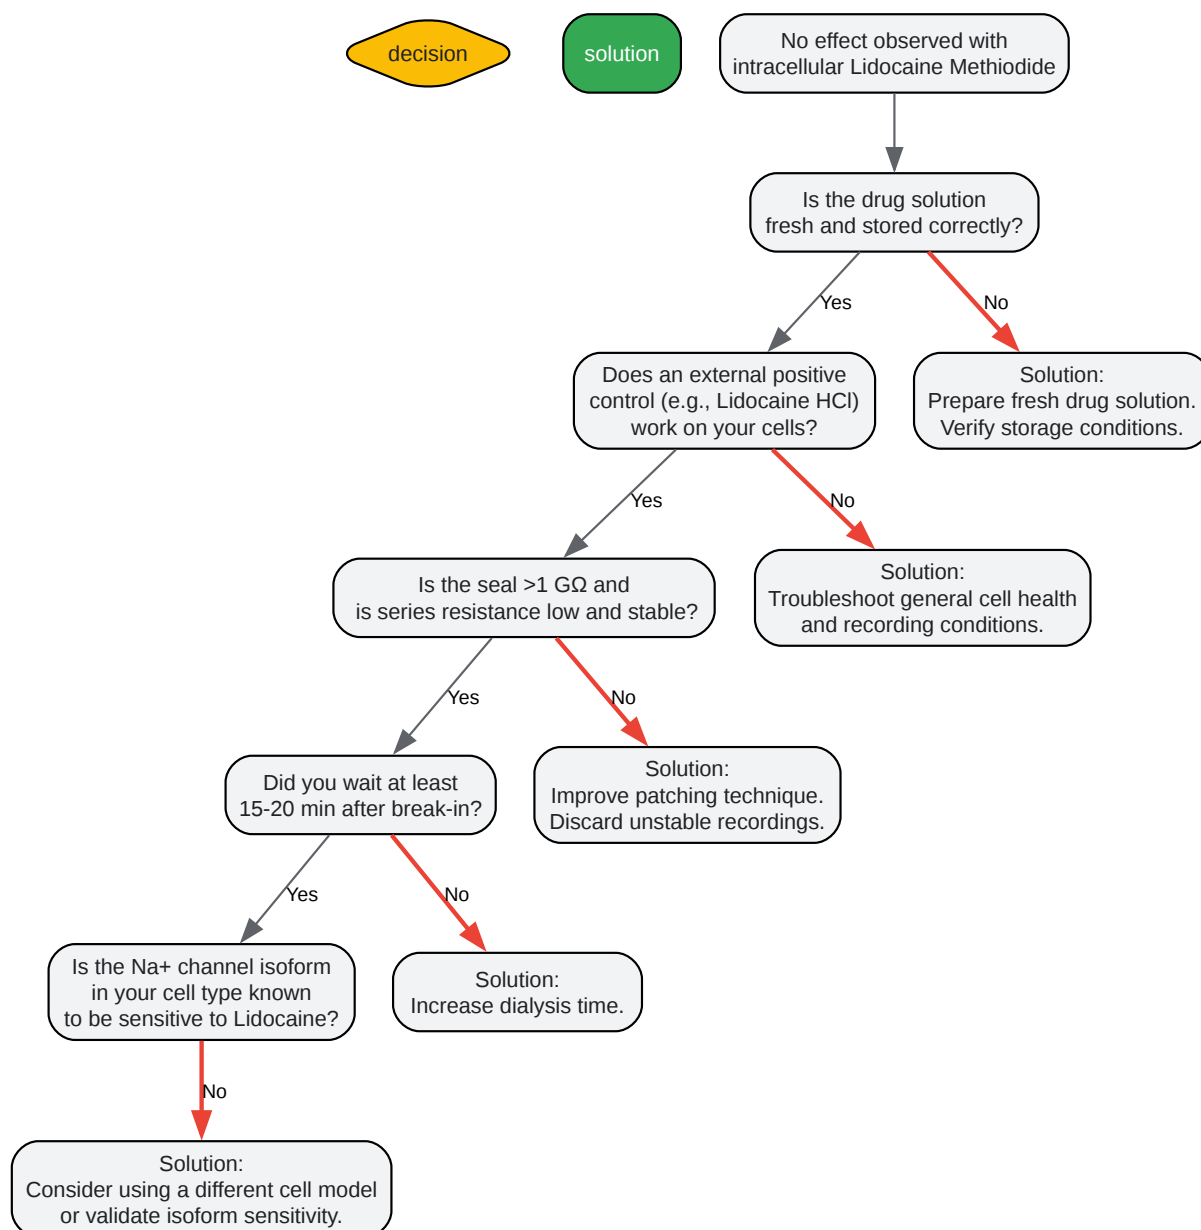 decision
solution
No effect observed with
intracellular Lidocaine Methiodide
Is the drug solution
fresh and stored correctly?
Yes
No
Does an external positive
control (e.g., Lidocaine HCl)
work on your cells?
Solution:
Prepare fresh drug solution.
Verify storage conditions.
Yes
No
Is the seal >1 GΩ and
is series resistance low and stable?
Solution:
Troubleshoot general cell health
and recording conditions.
Yes
No
Did you wait at least
15-20 min after break-in?
Solution:
Improve patching technique.
Discard unstable recordings.
Yes
No
Is the Na+ channel isoform
in your cell type known
to be sensitive to Lidocaine?
Solution:
Increase dialysis time.
No
Solution:
Consider using a different cell model
or validate isoform sensitivity.